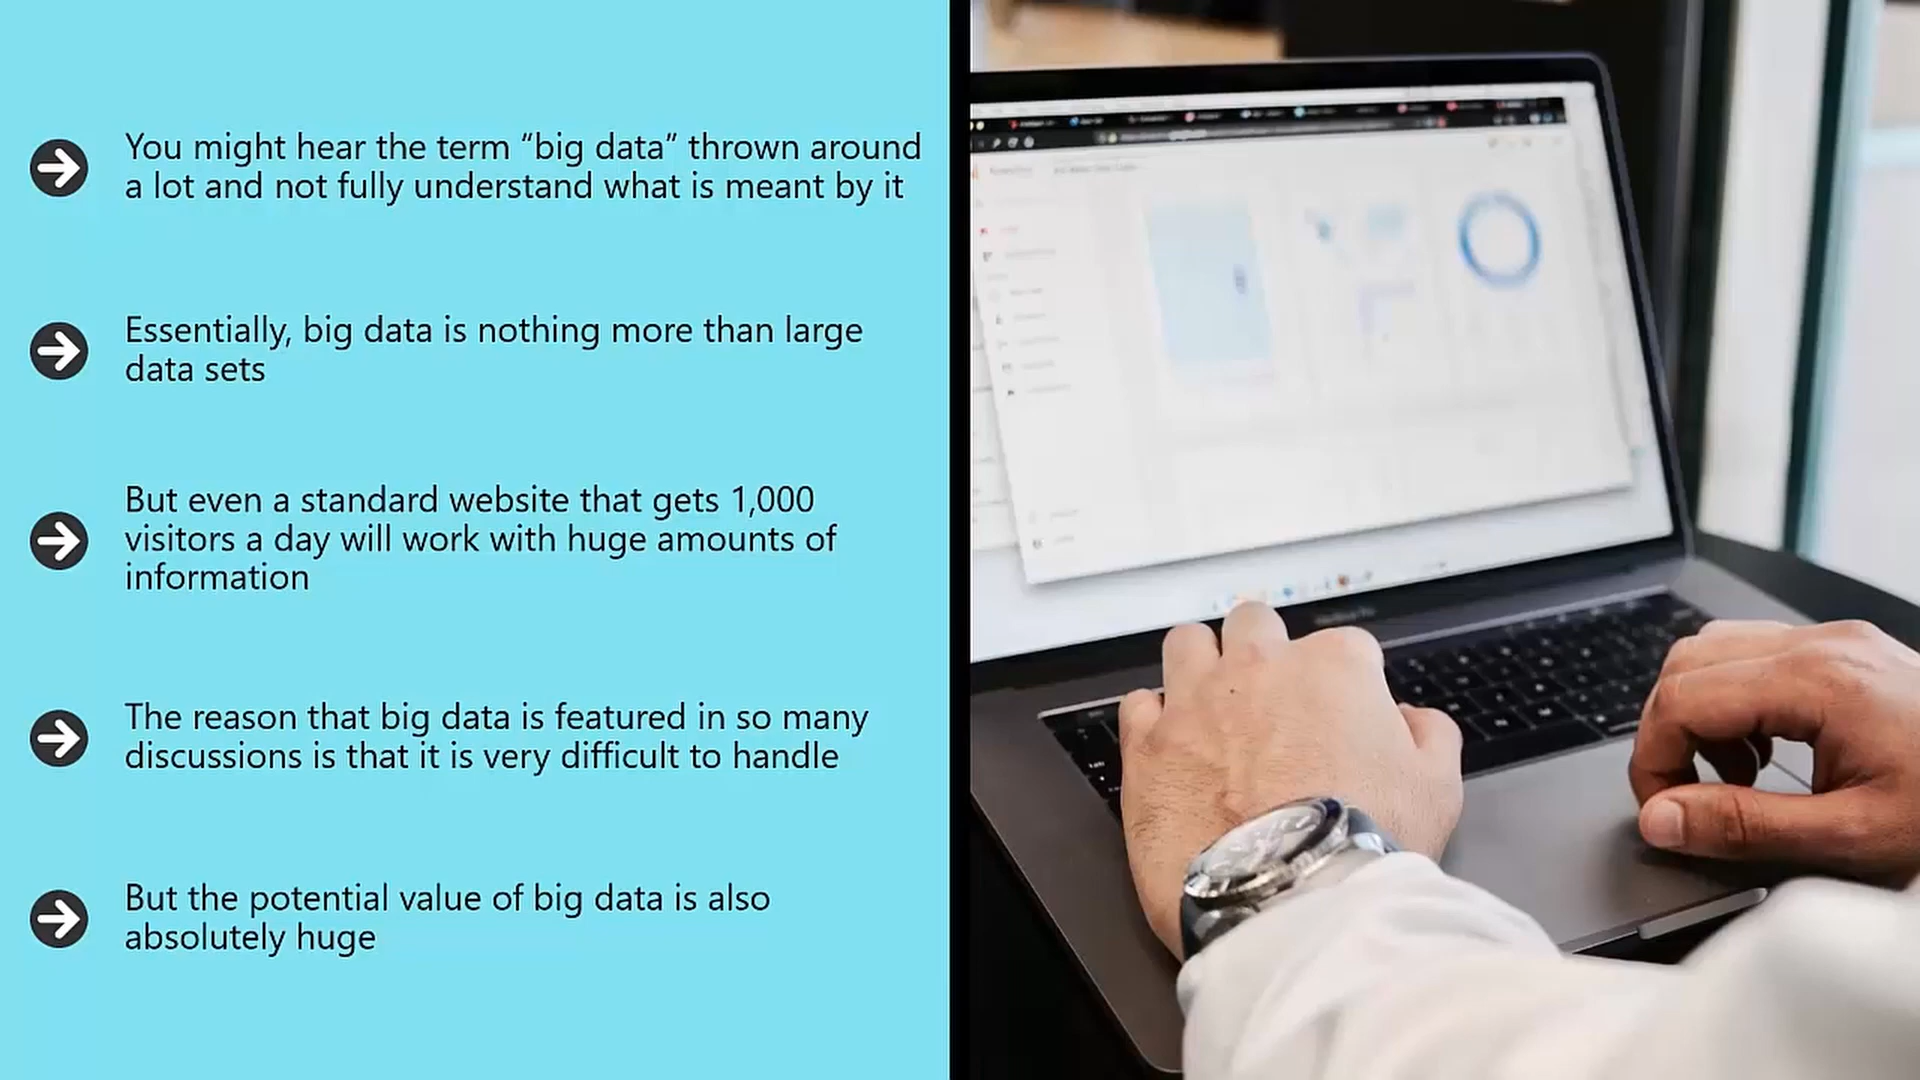 You might hear the term “big data” thrown around
a lot and not fully understand what is meant by it
Essentially, big data is nothing more than large
data sets
But even a standard website that gets 1,000
visitors a day will work with huge amounts of
information
The reason that big data is featured in so many
discussions is that it is very difficult to handle
But the potential value of big data is also
absolutely huge